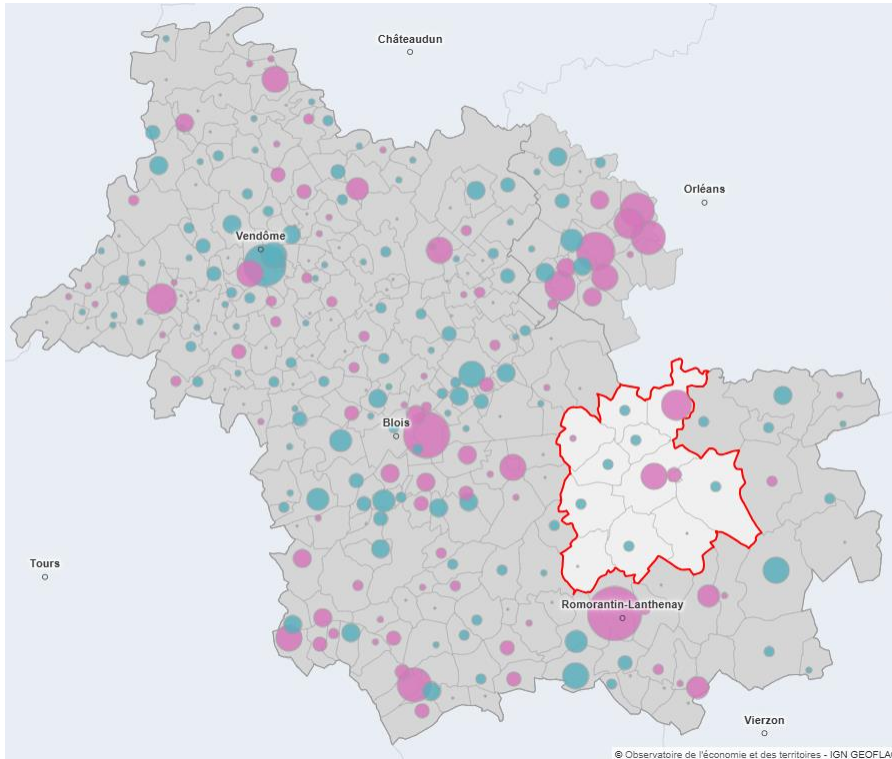 Châteaudun
Orléans
Vendôme
Blois
Tours
Romorantin-Lanthenay
Vierzon
© Observatoire de l'économie et des territoires - IGN GEOFLA